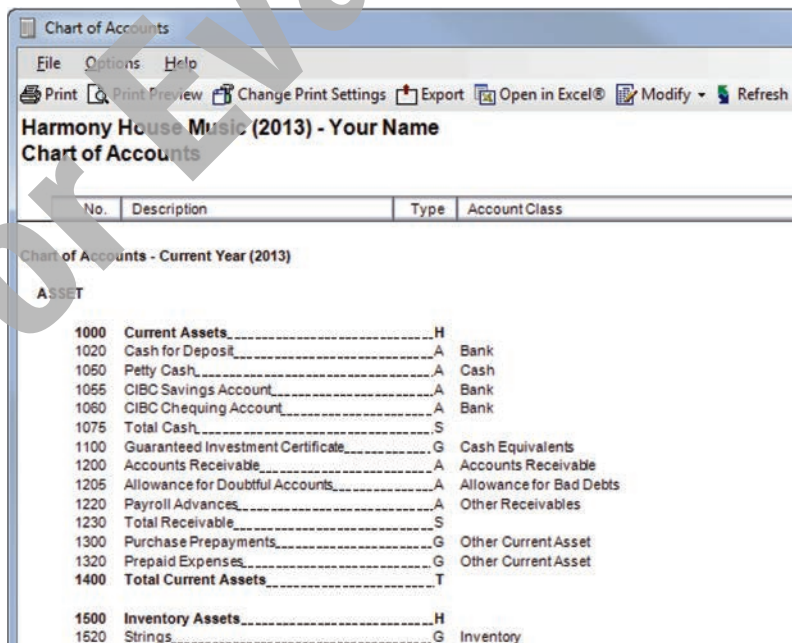 Chart of Accounts
File Options Help
Print Print Preview Change Print Settings Export Open in Excel® Modify Refresh
Harmony House Music (2013) - Your Name
Chart of Accounts
No. Description Type Account Class
Chart of Accounts - Current Year (2013)
ASSET
1000 Current Assets H
1020 Cash for Deposit A Bank
1050 Petty Cash A Cash
1055 CIBC Savings Account A Bank
1060 CIBC Chequing Account A Bank
1075 Total Cash S
1100 Guaranteed Investment Certificate G Cash Equivalents
1200 Accounts Receivable A Accounts Receivable
1205 Allowance for Doubtful Accounts A Allowance for Bad Debts
1220 Payroll Advances A Other Receivables
1230 Total Receivable S
1300 Purchase Prepayments G Other Current Asset
1320 Prepaid Expenses G Other Current Asset
1400 Total Current Assets T
1500 Inventory Assets H
1520 Strings G Inventory